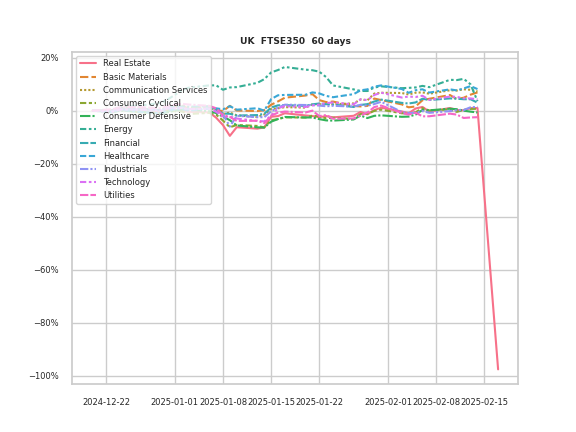 UK  FTSE350  60 days
20%
0%
−20%
−40%
−60%
−80%
−100%
Real Estate
Basic Materials
Communication Services
Consumer Cyclical
Consumer Defensive
Energy
Financial
Healthcare
Industrials
Technology
Utilities
2024-12-22
2025-01-01
2025-01-08
2025-01-15
2025-01-22
2025-02-01
2025-02-08
2025-02-15